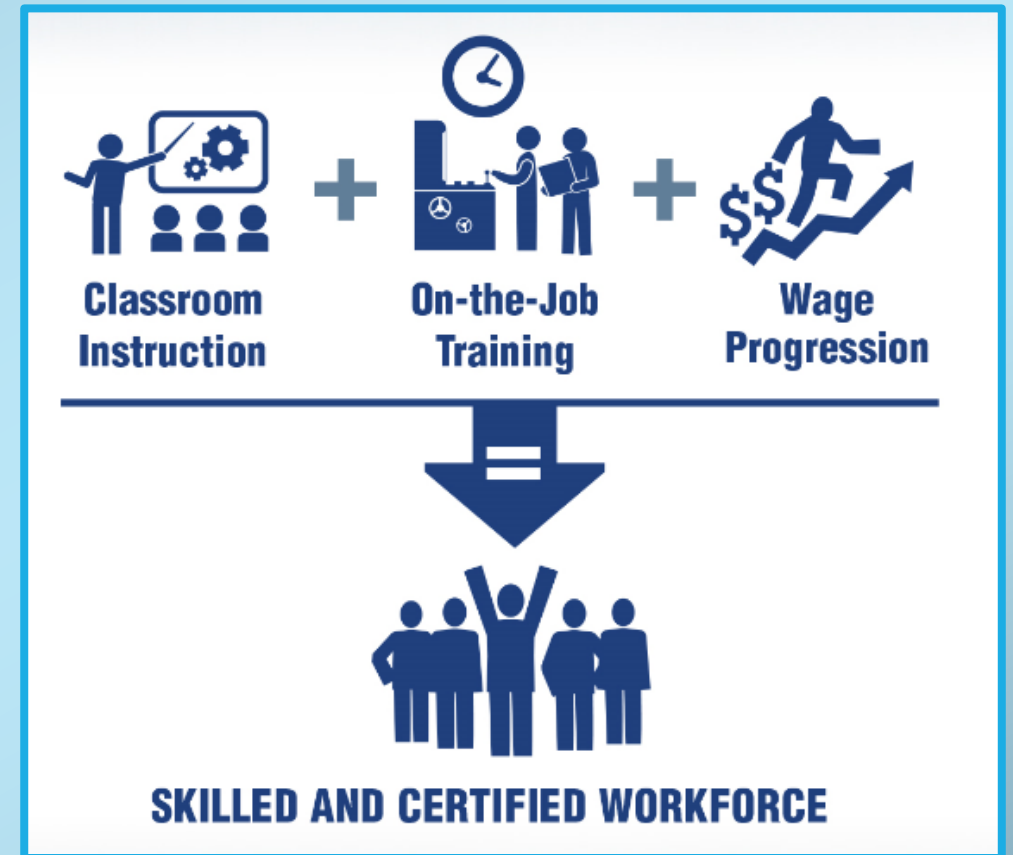 + +
$$
Classroom
Instruction
On-the-Job
Training
Wage
Progression
=
SKILLED AND CERTIFIED WORKFORCE